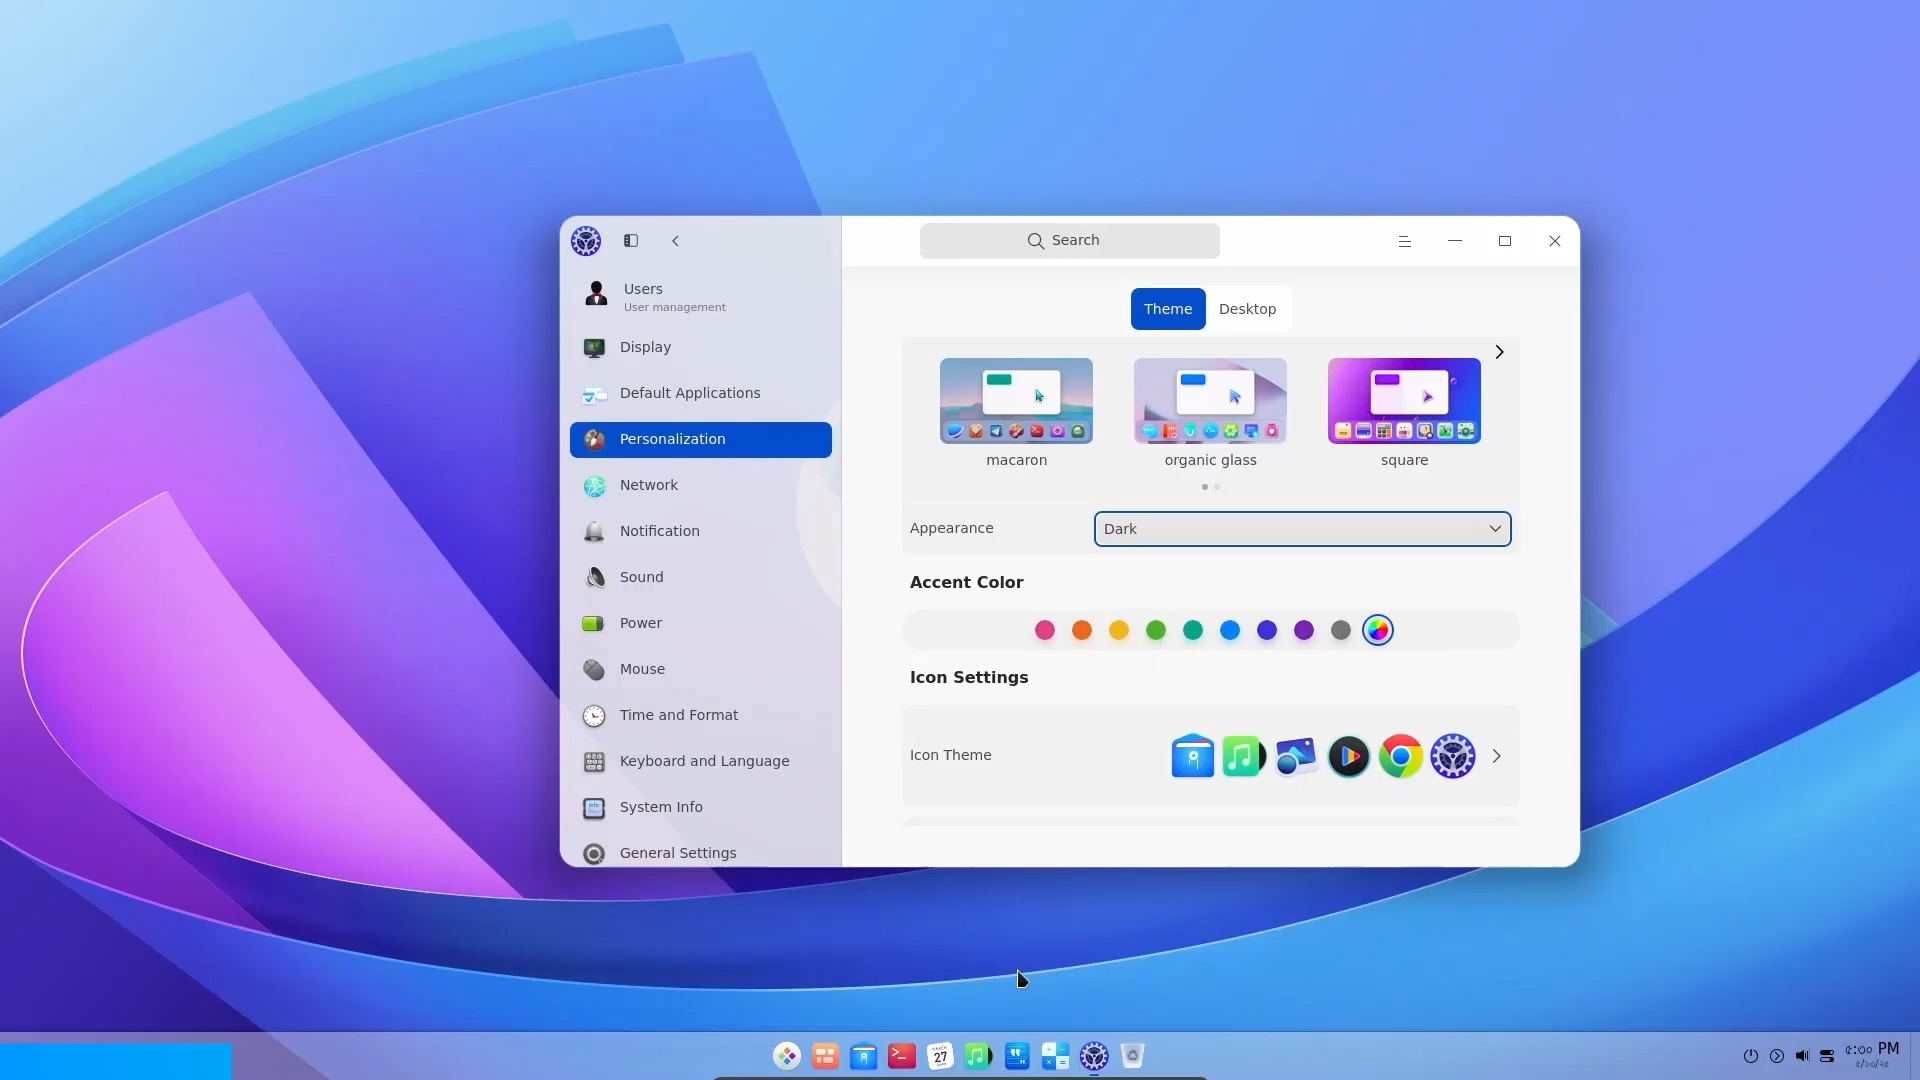 Search
Users
User management
Display
Default Applications
Personalization
Network
Notification
Sound
Power
Mouse
Time and Format
Keyboard and Language
System Info
General Settings
Theme
Desktop
macaron
organic glass
square
Appearance
Dark
Accent Color
Icon Settings
Icon Theme
27
PM